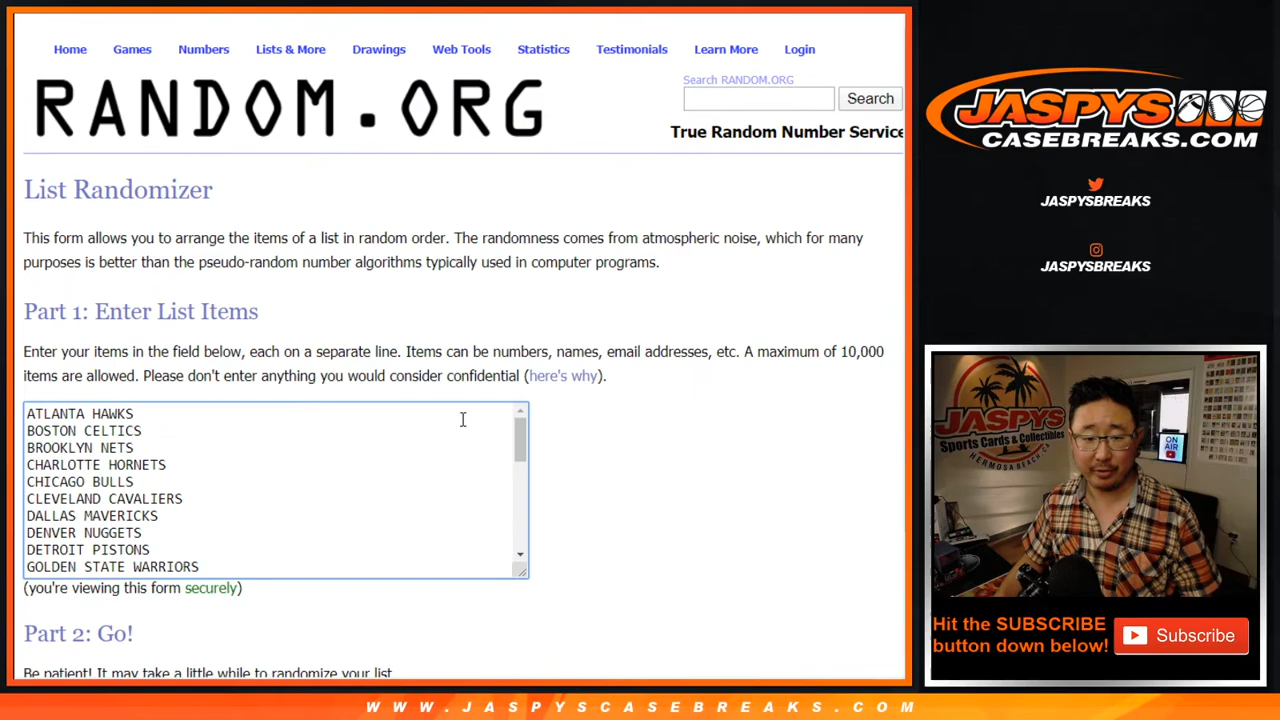 Home Games Numbers Lists & More Drawings Web Tools Statistics Testimonials Learn More Login
RANDOM.ORG
Search RANDOM.ORG
Search
True Random Number Service
List Randomizer
This form allows you to arrange the items of a list in random order. The randomness comes from atmospheric noise, which for many
purposes is better than the pseudo-random number algorithms typically used in computer programs.
Part 1: Enter List Items
Enter your items in the field below, each on a separate line. Items can be numbers, names, email addresses, etc. A maximum of 10,000
items are allowed. Please don't enter anything you would consider confidential (here's why).
ATLANTA HAWKS
BOSTON CELTICS
BROOKLYN NETS
CHARLOTTE HORNETS
CHICAGO BULLS
CLEVELAND CAVALIERS
DALLAS MAVERICKS
DENVER NUGGETS
DETROIT PISTONS
GOLDEN STATE WARRIORS
(you're viewing this form securely)
Part 2: Go!
Be patient! It may take a little while to randomize your list
JASPYS
CASEBREAKS.COM
JASPYSBREAKS
JASPYSBREAKS
JASPYS
Sports Cards & Collectibles
HERMOSA BEACH, CA
ON
AIR
Hit the SUBSCRIBE
button down below!
Subscribe
WWW.JASPYSCASEBREAKS.COM